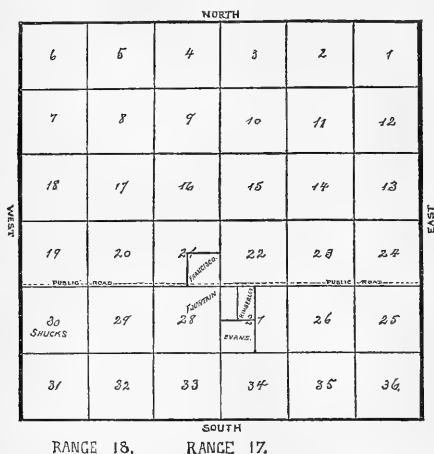 NORTH
6 5 4 3 2 1
7 8 9 10 11 12
18 17 16 15 14 13
WEST
EAST
19 20 21 22 23 24
FRANCISCO.
PUBLIC ROAD PUBLIC ROAD
FOUNTAIN
KIMBERLIN
30 29 28 27 26 25
SHUCKS
EVANS.
31 32 33 34 35 36.
SOUTH
RANGE 18. RANGE 17.